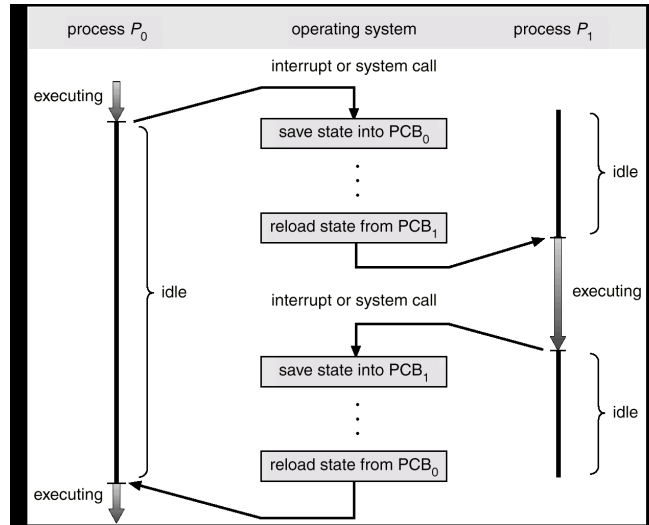 process P0 operating system process P1
interrupt or system call
executing
save state into PCB0
idle
reload state from PCB1
idle
interrupt or system call
executing
save state into PCB1
idle
reload state from PCB0
executing